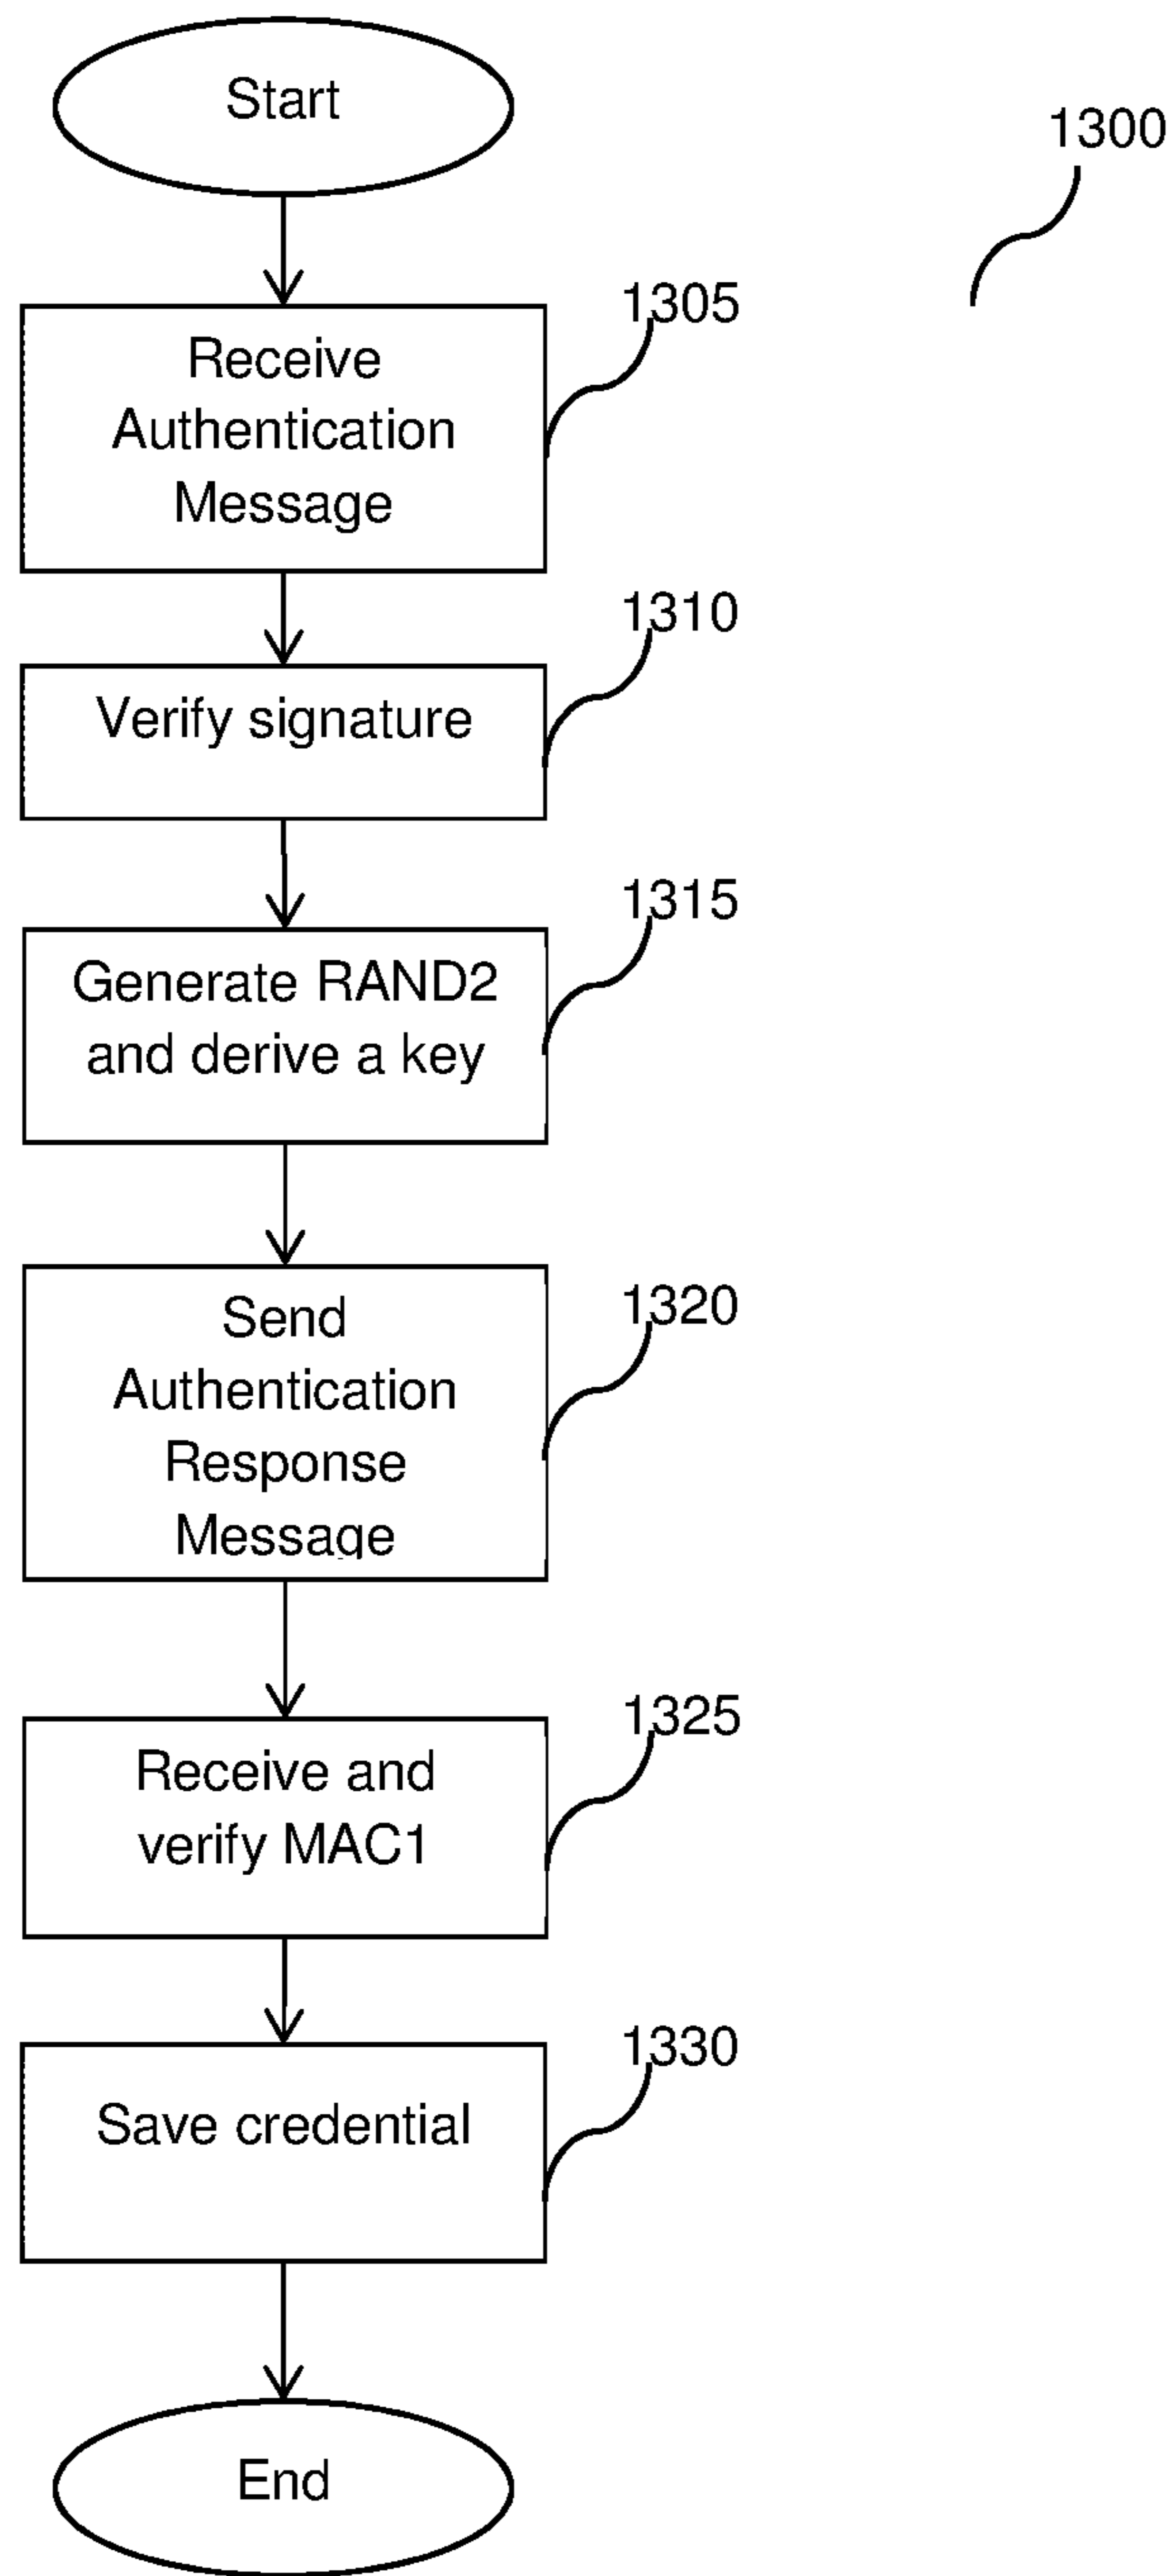 Start
1300
1305
Receive
Authentication
Message
1310
Verify signature
1315
Generate RAND2
and derive a key
1320
Send
Authentication
Response
Message
1325
Receive and
verify MAC1
1330
Save credential
End